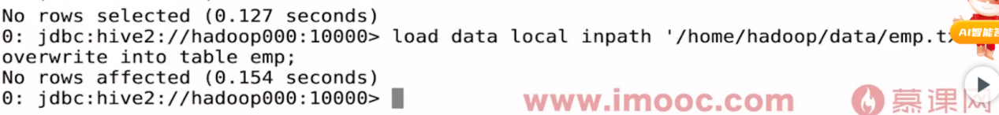 No rows selected (0.127 seconds)
0: jdbc:hive2://hadoop000:10000> load data local inpath '/home/hadoop/data/emp.tx
AI智能
overwrite into table emp;
No rows affected (0.154 seconds)
0: jdbc:hive2://hadoop000:10000>
www.imooc.com 慕课网